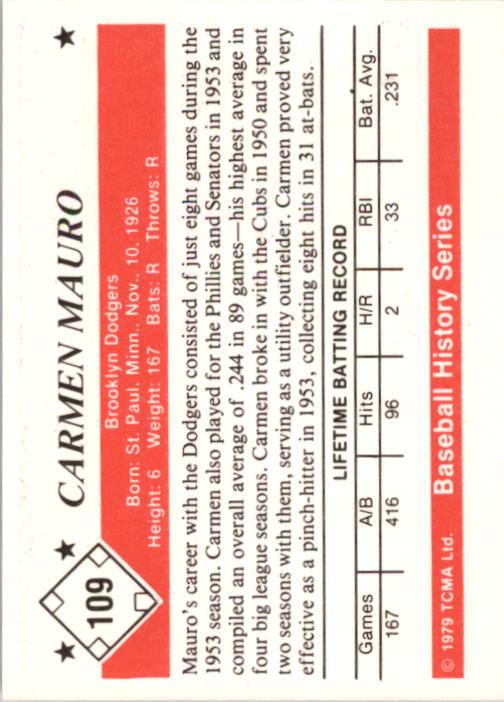 109
CARMEN MAURO
Brooklyn Dodgers
Born: St. Paul, Minn., Nov., 10, 1926
Height: 6 Weight: 167 Bats: R Throws: R
Mauro's career with the Dodgers consisted of just eight games during the
1953 season. Carmen also played for the Phillies and Senators in 1953 and
compiled an overall average of .244 in 89 games—his highest average in
four big league seasons. Carmen broke in with the Cubs in 1950 and spent
two seasons with them, serving as a utility outfielder. Carmen proved very
effective as a pinch-hitter in 1953, collecting eight hits in 31 at-bats.
LIFETIME BATTING RECORD
Games A/B Hits H/R RBI Bat. Avg.
167 416 96 2 33 .231
© 1979 TCMA Ltd. Baseball History Series